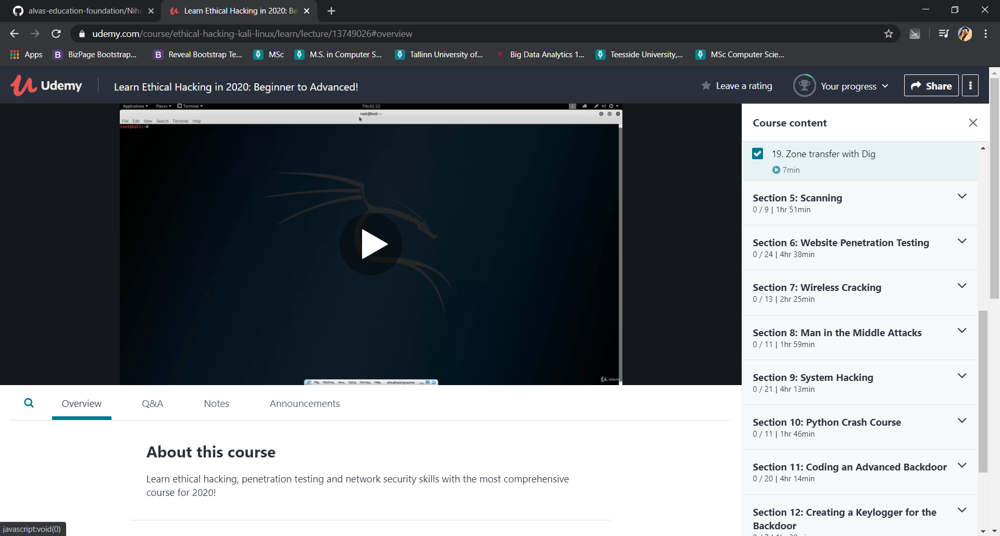 alvas-education-foundation/Niha
Learn Ethical Hacking in 2020: Be
udemy.com/course/ethical-hacking-kali-linux/learn/lecture/13749026#overview
Apps
BizPage Bootstrap...
Reveal Bootstrap Te...
MSc
M.S. in Computer S...
Tallinn University of...
Big Data Analytics 1...
Teesside University,...
MSc Computer Scie...
Udemy
Learn Ethical Hacking in 2020: Beginner to Advanced!
Leave a rating
Your progress
Share
Applications Places Terminal Thu 02:22 1
root@kali: ~
File Edit View Search Terminal Help
root@kali:~#
File Machine View Input Devices Help ethicalhackingmachine
Udemy
Course content
19. Zone transfer with Dig
7min
Section 5: Scanning
0 / 9 | 1hr 51min
Section 6: Website Penetration Testing
0 / 24 | 4hr 38min
Section 7: Wireless Cracking
0 / 13 | 2hr 25min
Section 8: Man in the Middle Attacks
0 / 11 | 1hr 59min
Section 9: System Hacking
0 / 21 | 4hr 13min
Section 10: Python Crash Course
0 / 11 | 1hr 46min
Section 11: Coding an Advanced Backdoor
0 / 20 | 4hr 14min
Section 12: Creating a Keylogger for the
Backdoor
Overview
Q&A
Notes
Announcements
About this course
Learn ethical hacking, penetration testing and network security skills with the most comprehensive
course for 2020!
javascript:void(0)